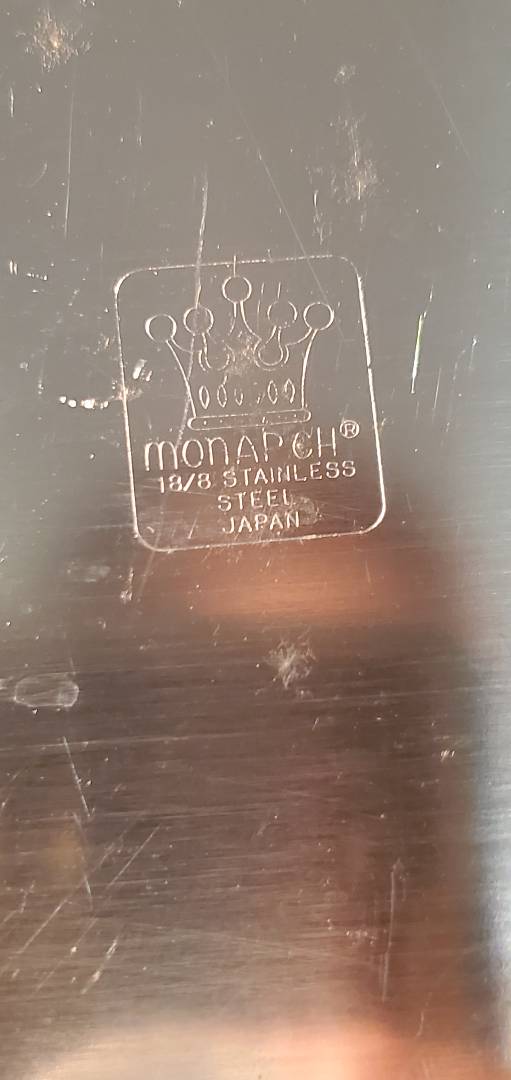 monARCH®
18/8 STAINLESS
STEEL
JAPAN